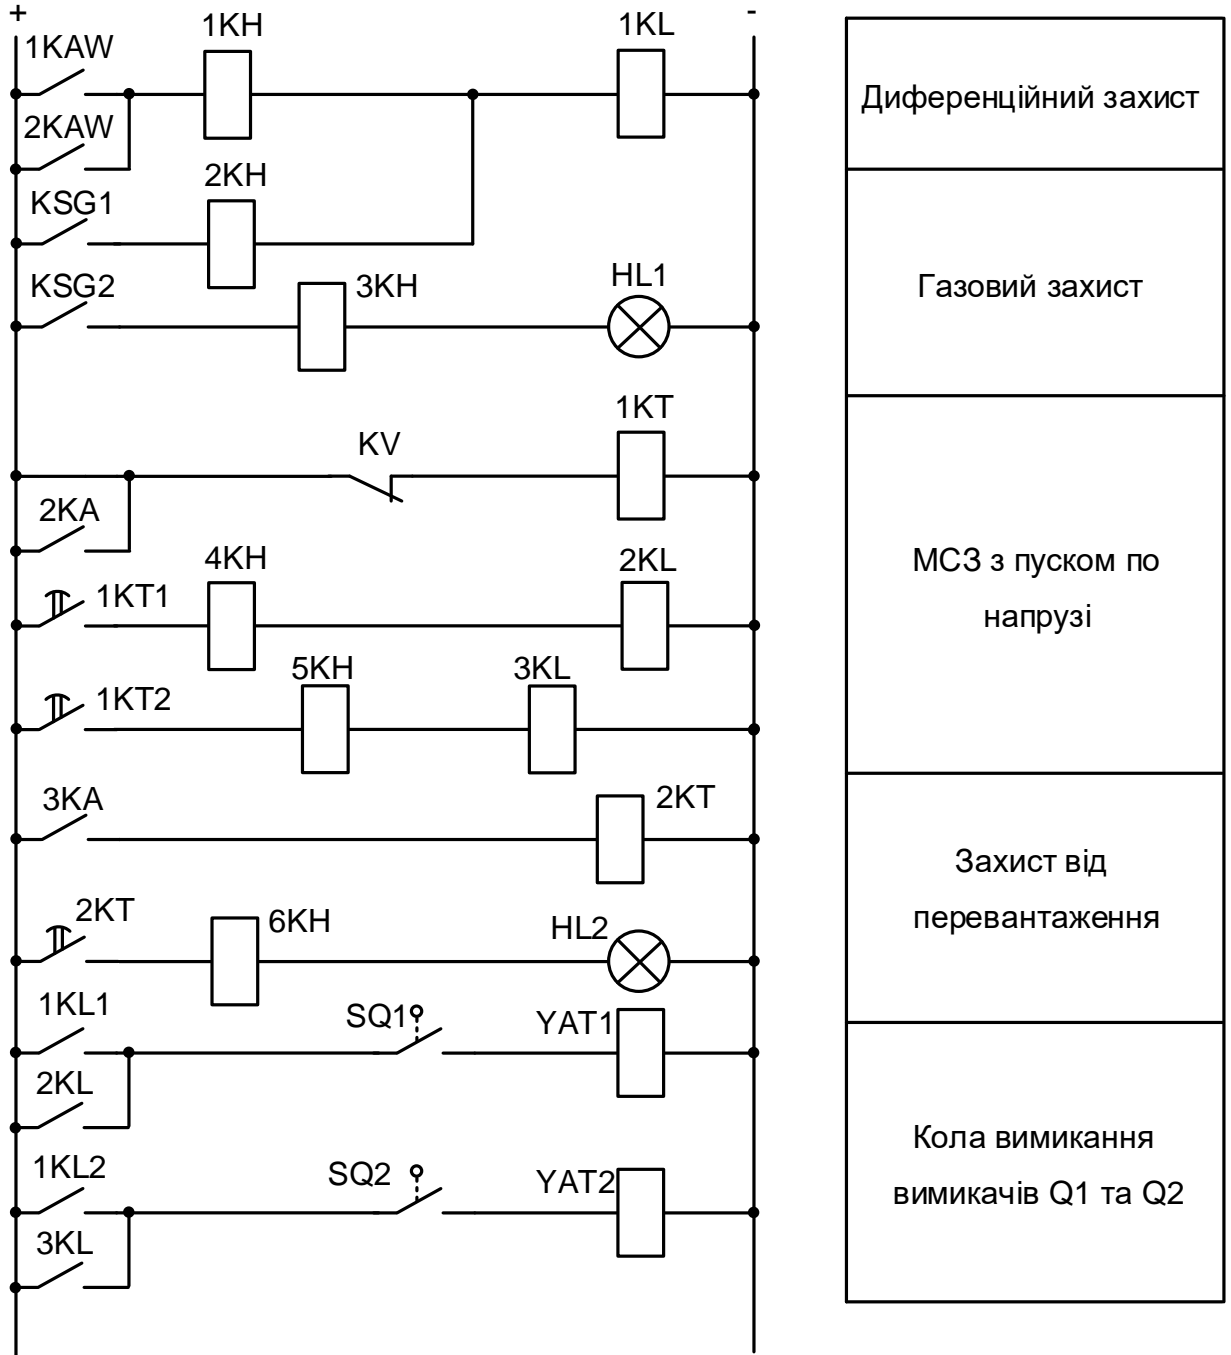 +
-
1KAW
1KH
1KL
2KAW
KSG1
2KH
KSG2
3KH
HL1
KV
1KT
2KA
4KH
2KL
1KT1
5KH
3KL
1KT2
3KA
2KT
2KT
6KH
HL2
1KL1
SQ1
YAT1
2KL
1KL2
SQ2
YAT2
3KL
Диференційний захист
Газовий захист
МСЗ з пуском по
напрузі
Захист від
перевантаження
Кола вимикання
вимикачів Q1 та Q2